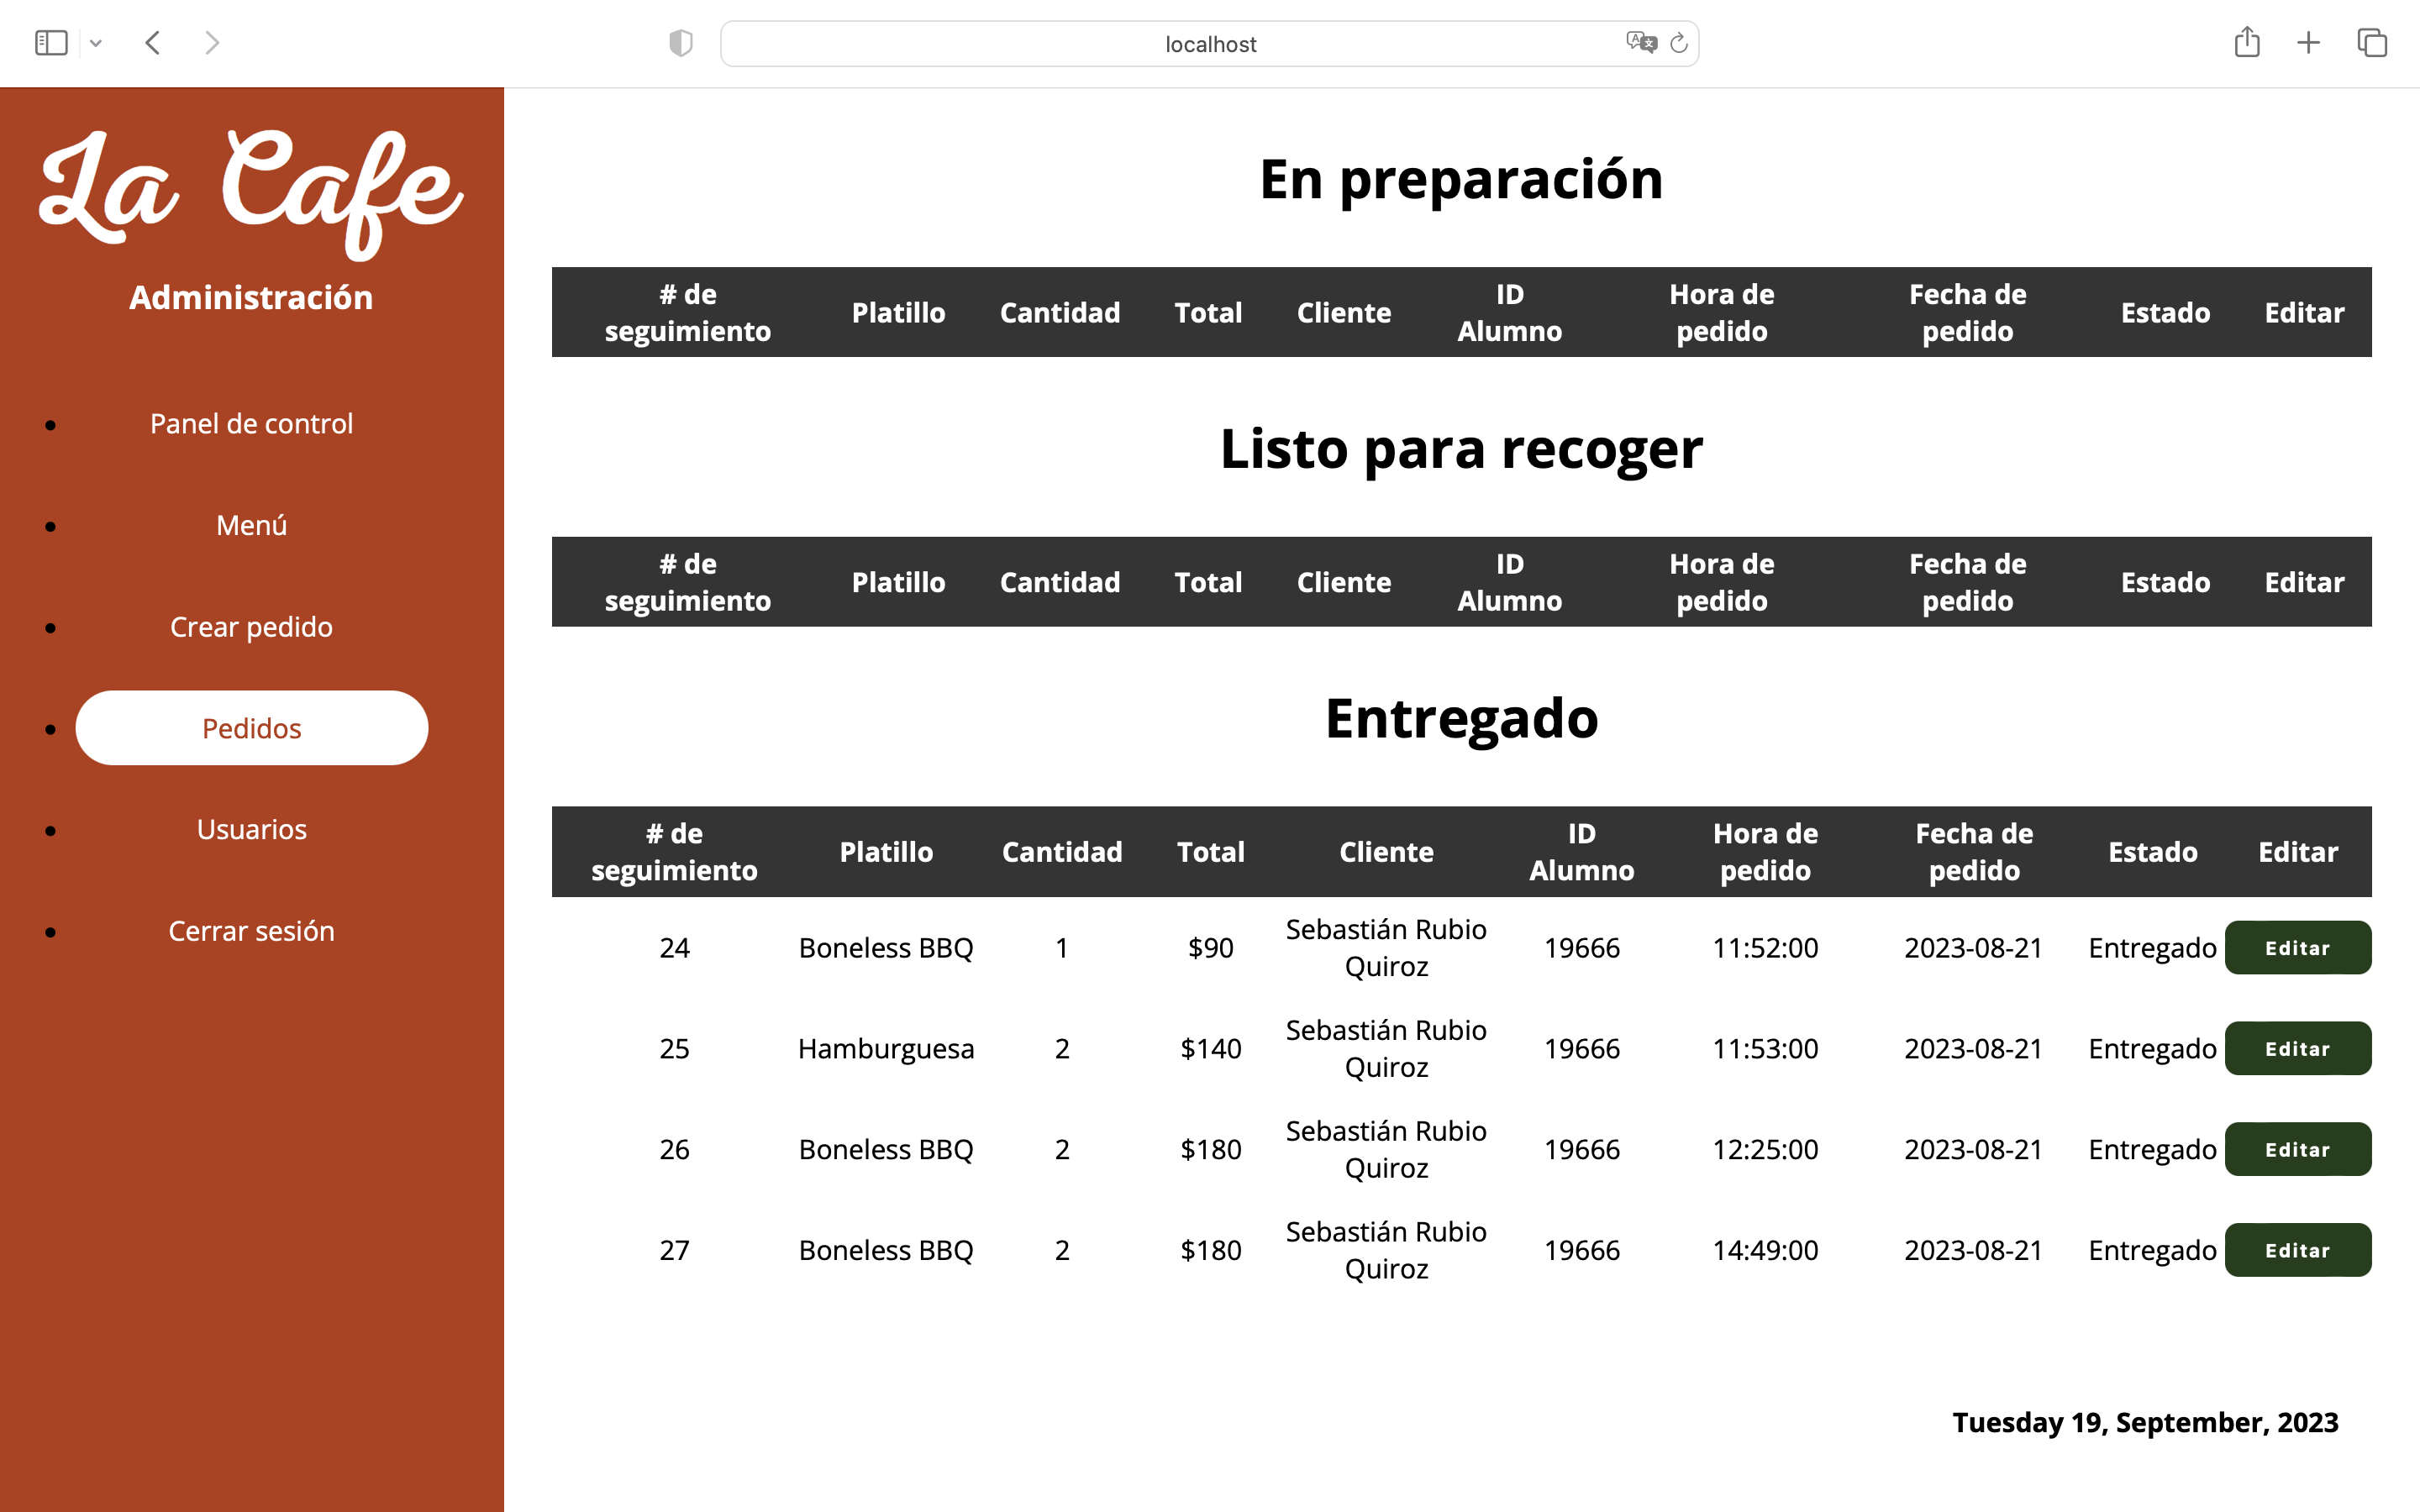 localhost
La Cafe
Administración
Panel de control
Menú
Crear pedido
Pedidos
Usuarios
Cerrar sesión
En preparación
# de seguimiento Platillo Cantidad Total Cliente ID Alumno Hora de pedido Fecha de pedido Estado Editar
Listo para recoger
# de seguimiento Platillo Cantidad Total Cliente ID Alumno Hora de pedido Fecha de pedido Estado Editar
Entregado
# de seguimiento Platillo Cantidad Total Cliente ID Alumno Hora de pedido Fecha de pedido Estado Editar
24 Boneless BBQ 1 $90 Sebastián Rubio Quiroz 19666 11:52:00 2023-08-21 Entregado Editar
25 Hamburguesa 2 $140 Sebastián Rubio Quiroz 19666 11:53:00 2023-08-21 Entregado Editar
26 Boneless BBQ 2 $180 Sebastián Rubio Quiroz 19666 12:25:00 2023-08-21 Entregado Editar
27 Boneless BBQ 2 $180 Sebastián Rubio Quiroz 19666 14:49:00 2023-08-21 Entregado Editar
Tuesday 19, September, 2023